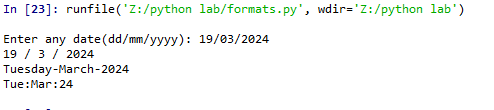 In [23]: runfile('Z:/python lab/formats.py', wdir='Z:/python lab')
Enter any date(dd/mm/yyyy): 19/03/2024
19 / 3 / 2024
Tuesday-March-2024
Tue:Mar:24